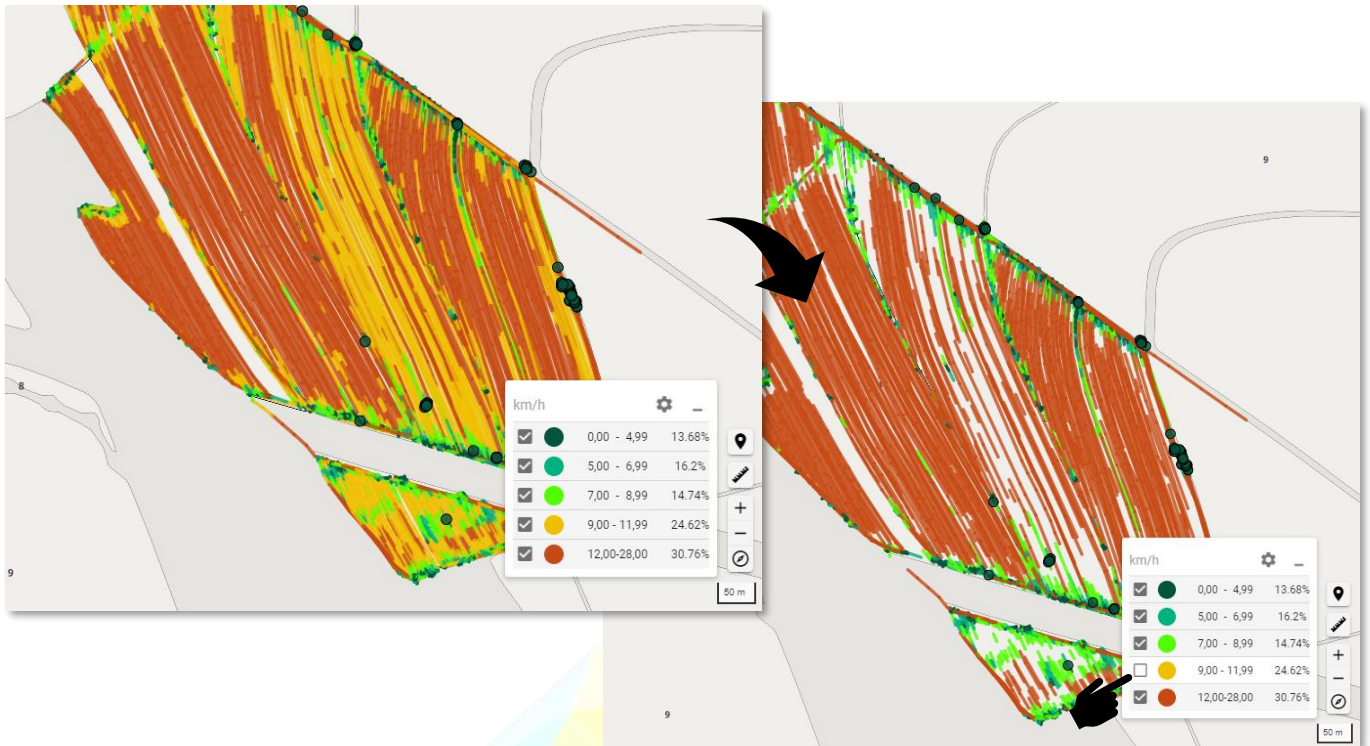 8
9
km/h
0,00 - 4,99 13.68%
5,00 - 6,99 16.2%
7,00 - 8,99 14.74%
9,00 - 11,99 24.62%
12,00-28,00 30.76%
50 m
9
9
km/h
0,00 - 4,99 13.68%
5,00 - 6,99 16.2%
7,00 - 8,99 14.74%
9,00 - 11,99 24.62%
12,00-28,00 30.76%
50 m